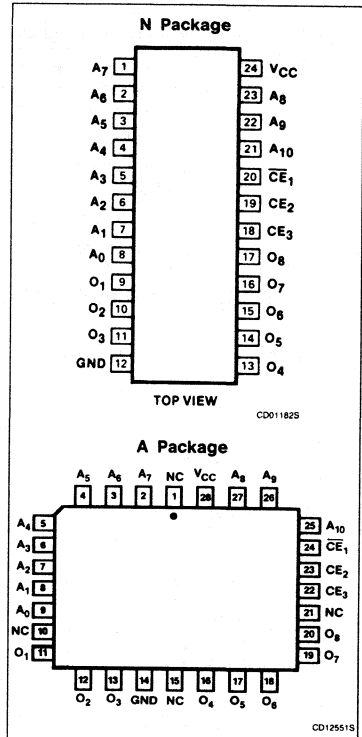 N Package
A7 1 24 VCC
A6 2 23 A8
A5 3 22 A9
A4 4 21 A10
A3 5 20 CE1
A2 6 19 CE2
A1 7 18 CE3
A0 8 17 O8
O1 9 16 O7
O2 10 15 O6
O3 11 14 O5
GND 12 13 O4
TOP VIEW
CD01182S
A Package
A5 A6 A7 NC VCC A8 A9
4 3 2 1 28 27 26
A4 5 25 A10
A3 6 24 CE1
A2 7 23 CE2
A1 8 22 CE3
A0 9 21 NC
NC 10 20 O8
O1 11 19 O7
12 13 14 15 16 17 18
O2 O3 GND NC O4 O5 O6
CD12551S